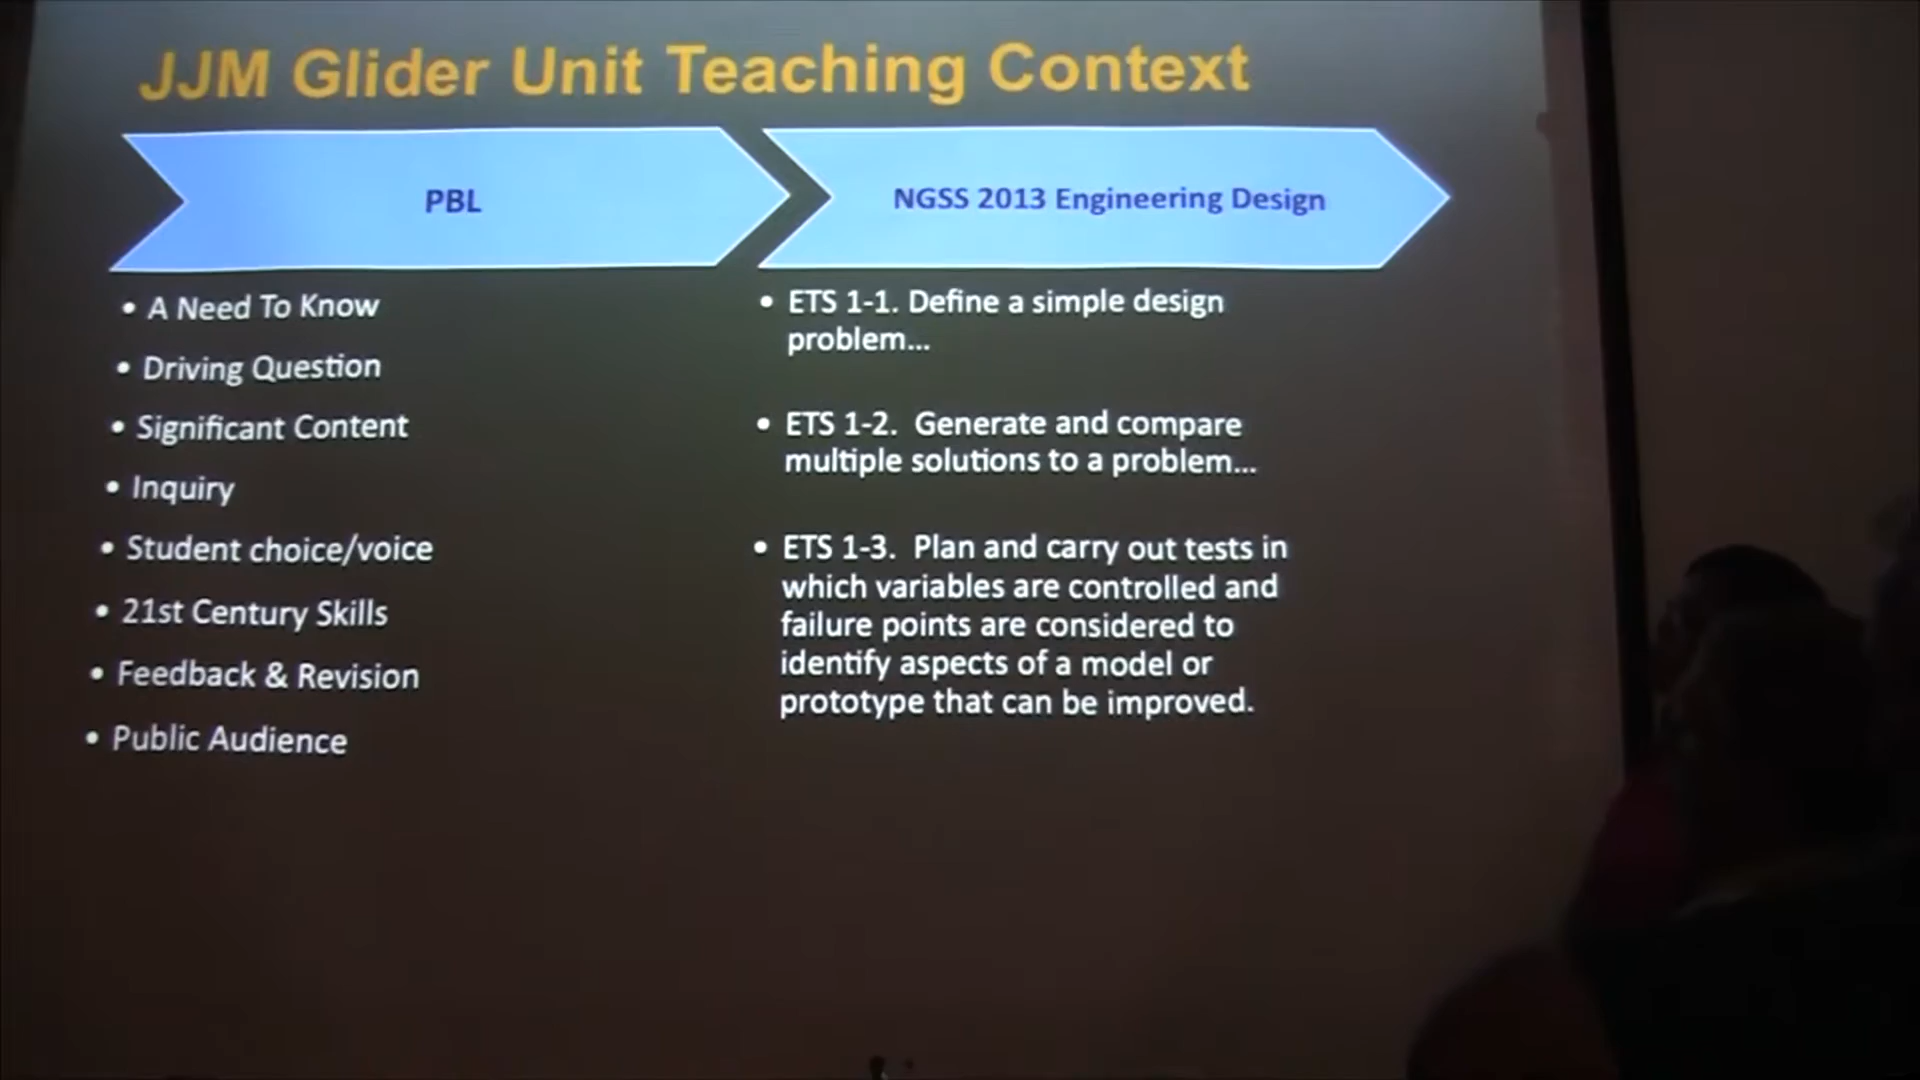 JJM Glider Unit Teaching Context
PBL
• A Need To Know
• Driving Question
• Significant Content
• Inquiry
• Student choice/voice
• 21st Century Skills
• Feedback & Revision
• Public Audience
NGSS 2013 Engineering Design
• ETS 1-1. Define a simple design
problem...
• ETS 1-2. Generate and compare
multiple solutions to a problem...
• ETS 1-3. Plan and carry out tests in
which variables are controlled and
failure points are considered to
identify aspects of a model or
prototype that can be improved.